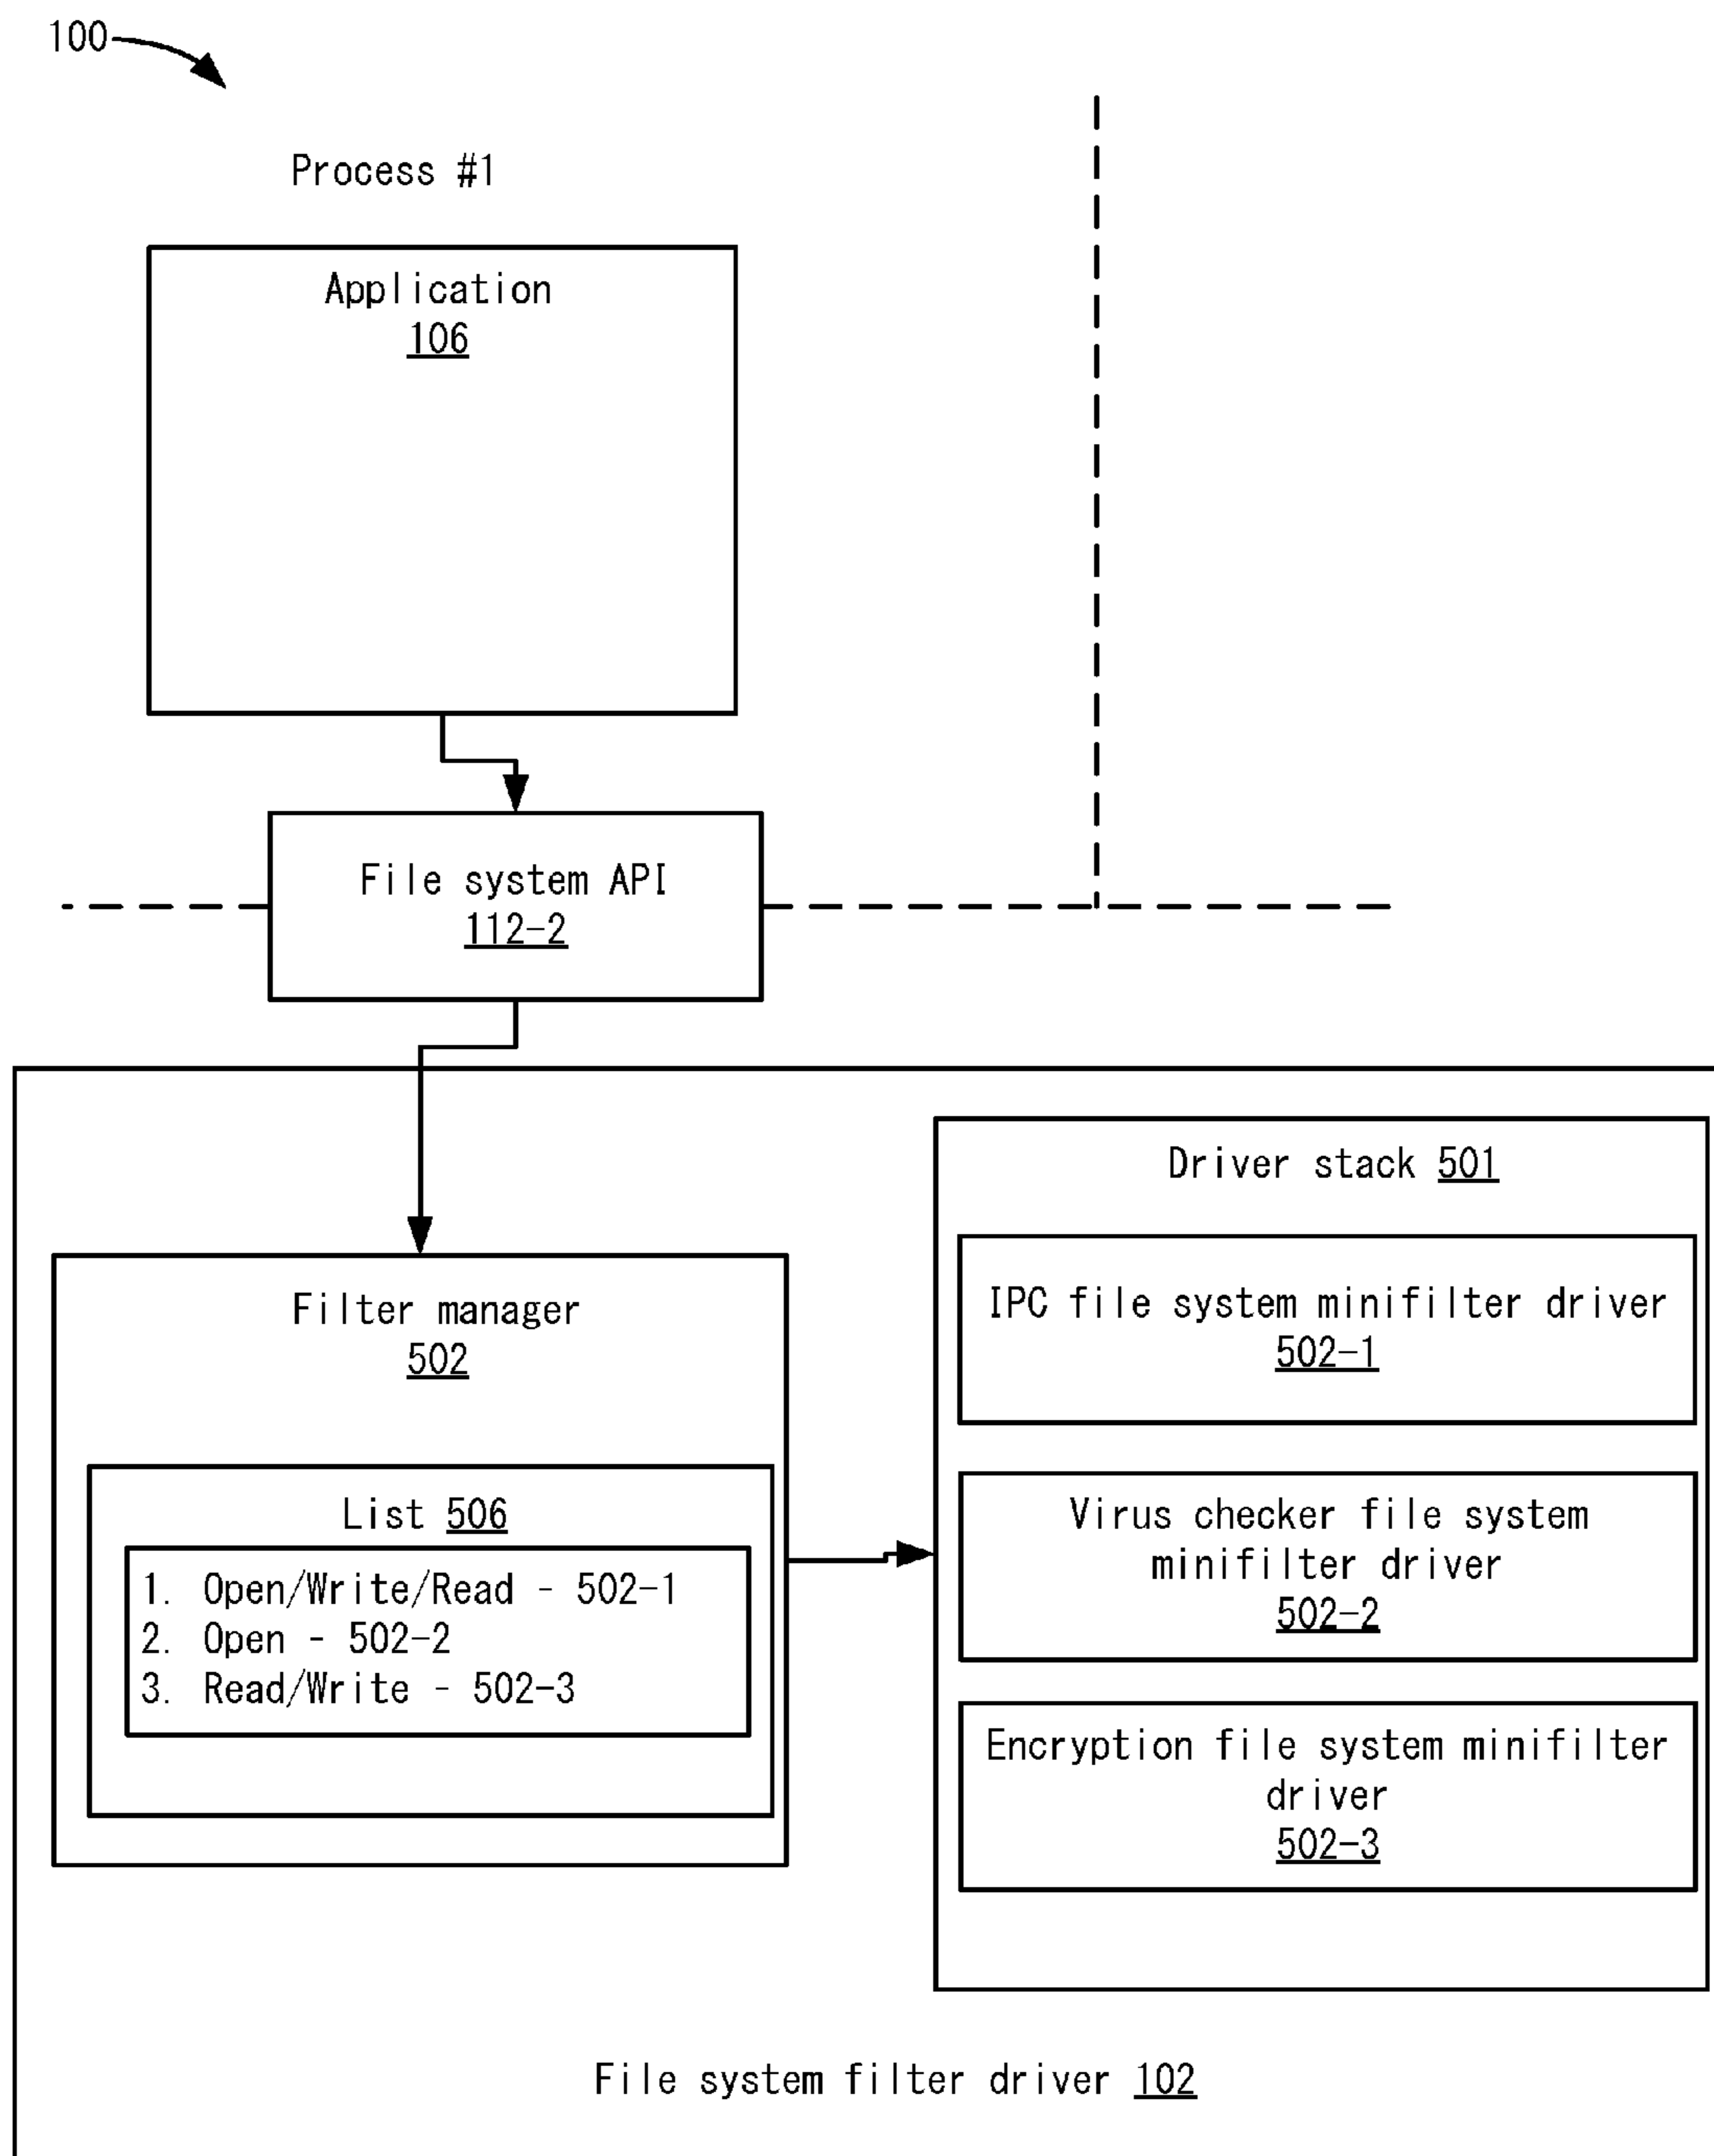 100
Process #1
Application
106
File system API
112-2
Filter manager
502
List 506
1. Open/Write/Read - 502-1
2. Open - 502-2
3. Read/Write - 502-3
Driver stack 501
IPC file system minifilter driver
502-1
Virus checker file system
minifilter driver
502-2
Encryption file system minifilter
driver
502-3
File system filter driver 102